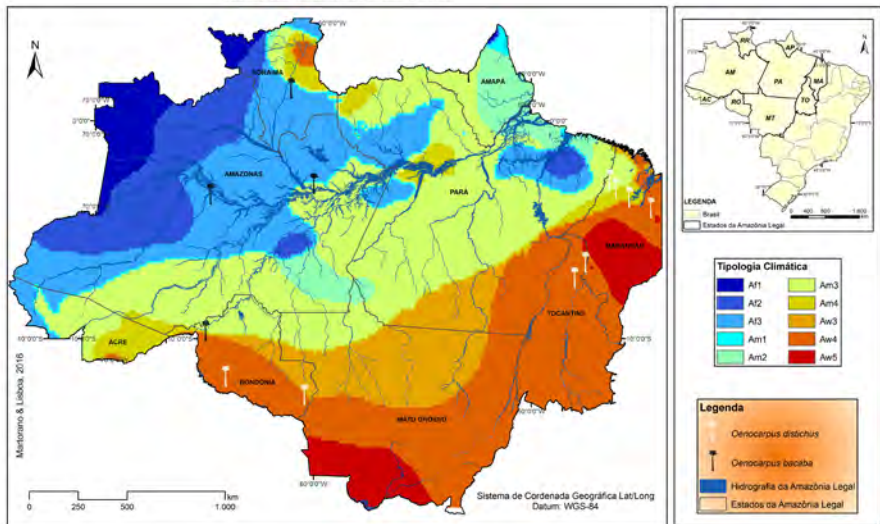 N
RORAIMA
AMAPÁ
AMAZONAS
PARÁ
MARANHÃO
TOCANTINS
ACRE
RONDÔNIA
MATO GROSSO
Martorano & Lisboa, 2016
0 250 500 1.000
km
Sistema de Cordenada Geográfica Lat/Long
Datum: WGS-84
N
RR
AP
AM
PA
MA
AC
RO
TO
MT
LEGENDA
Brasil
Estados da Amazônia Legal
Tipologia Climática
Af1
Af2
Af3
Am1
Am2
Am3
Am4
Aw3
Aw4
Aw5
Legenda
Oenocarpus distichus
Oenocarpus bacaba
Hidrografia da Amazônia Legal
Estados da Amazônia Legal